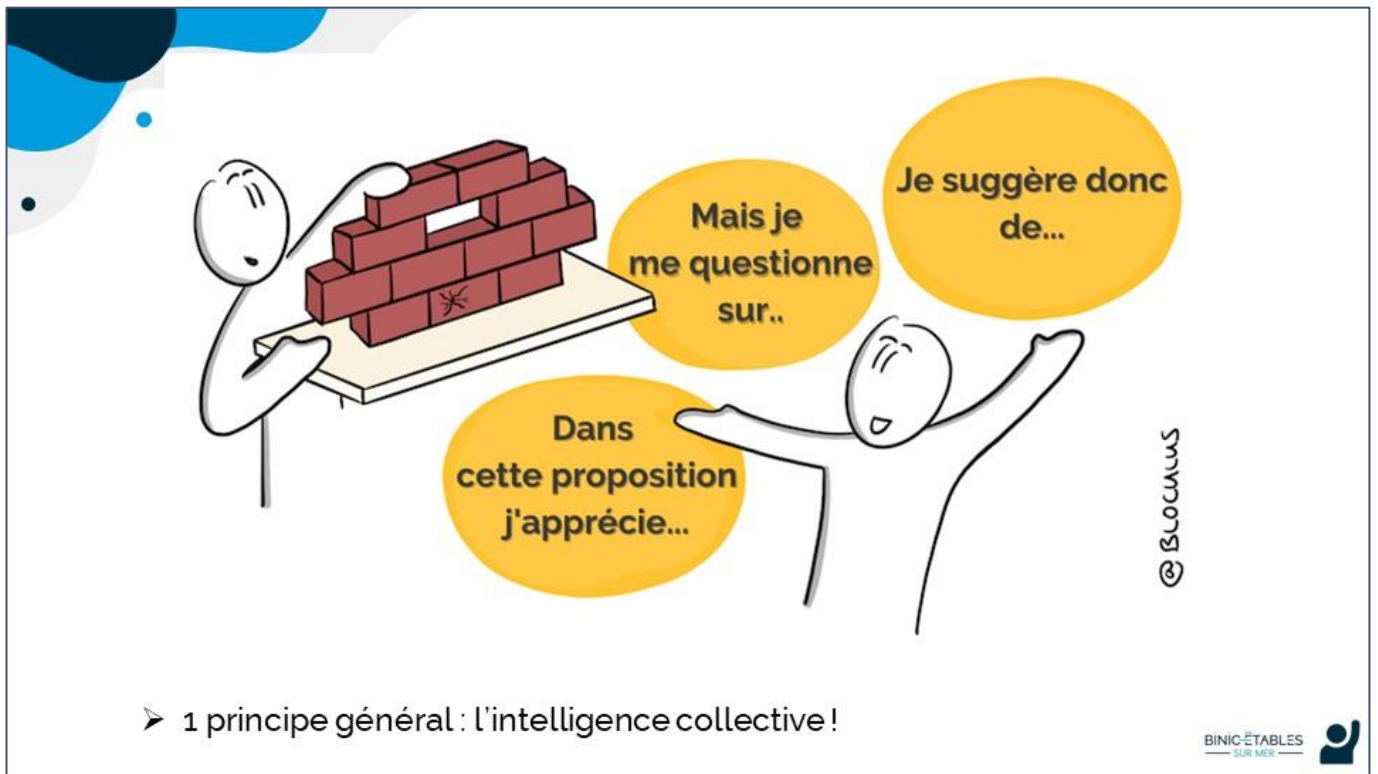 Mais je
me questionne
sur..
Je suggère donc
de...
Dans
cette proposition
j'apprécie...
@BLOCULUS
➢ 1 principe général : l'intelligence collective !
BINIC-ÉTABLES
SUR MER